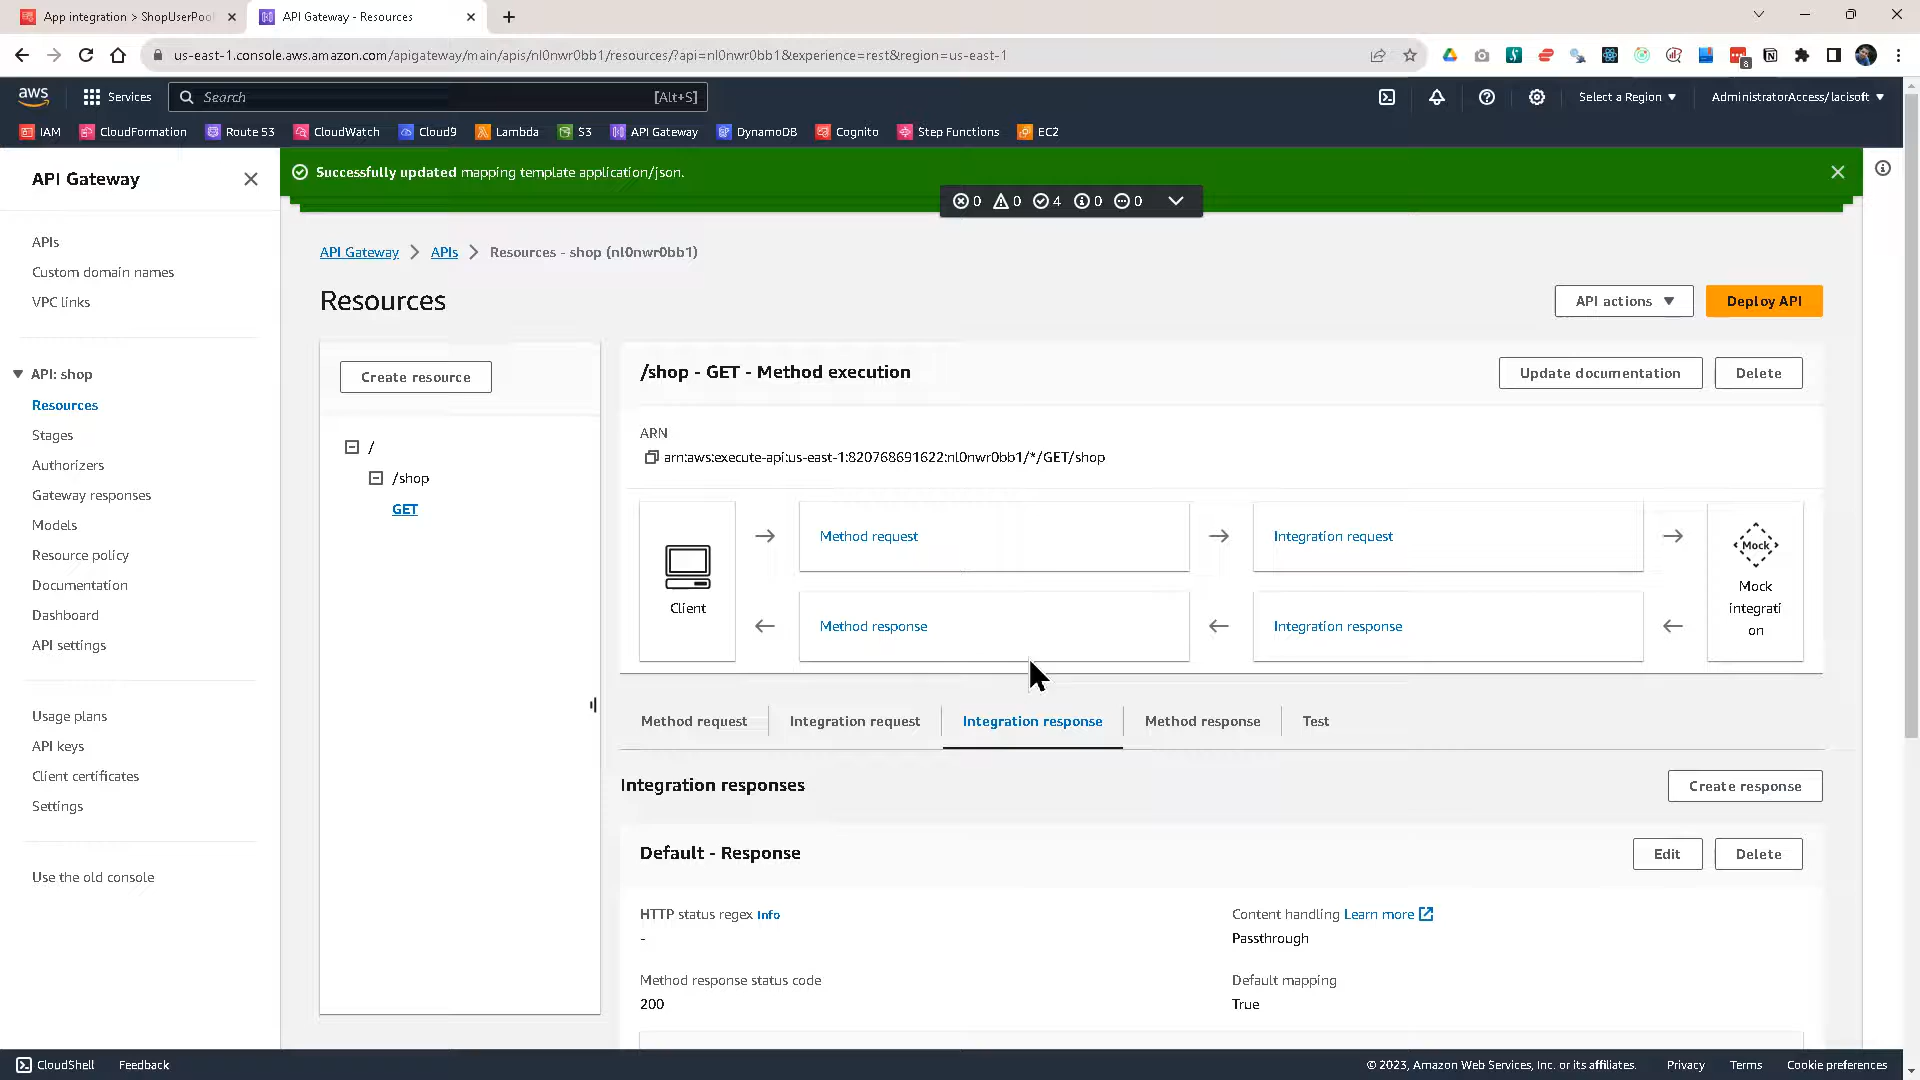 App integration > ShopUserPool
API Gateway - Resources
us-east-1.console.aws.amazon.com/apigateway/main/apis/nl0nwr0bb1/resources/?api=nl0nwr0bb1&experience=rest&region=us-east-1
8
aws
Services
Search
[Alt+S]
Select a Region
AdministratorAccess/lacisoft
IAM
CloudFormation
Route 53
CloudWatch
Cloud9
Lambda
S3
API Gateway
DynamoDB
Cognito
Step Functions
EC2
API Gateway
Successfully updated mapping template application/json.
0 0 4 0 0
APIs
Custom domain names
VPC links
API: shop
Resources
Stages
Authorizers
Gateway responses
Models
Resource policy
Documentation
Dashboard
API settings
Usage plans
API keys
Client certificates
Settings
Use the old console
API Gateway
APIs
Resources - shop (nl0nwr0bb1)
Resources
API actions
Deploy API
Create resource
/
/shop
GET
/shop - GET - Method execution
Update documentation
Delete
ARN
arn:aws:execute-api:us-east-1:820768691622:nl0nwr0bb1/*/GET/shop
Client
Method request
Integration request
Method response
Integration response
Mock
Mock
integrati
on
Method request
Integration request
Integration response
Method response
Test
Integration responses
Create response
Default - Response
Edit
Delete
HTTP status regex Info
-
Content handling Learn more
Passthrough
Method response status code
200
Default mapping
True
CloudShell
Feedback
© 2023, Amazon Web Services, Inc. or its affiliates.
Privacy
Terms
Cookie preferences